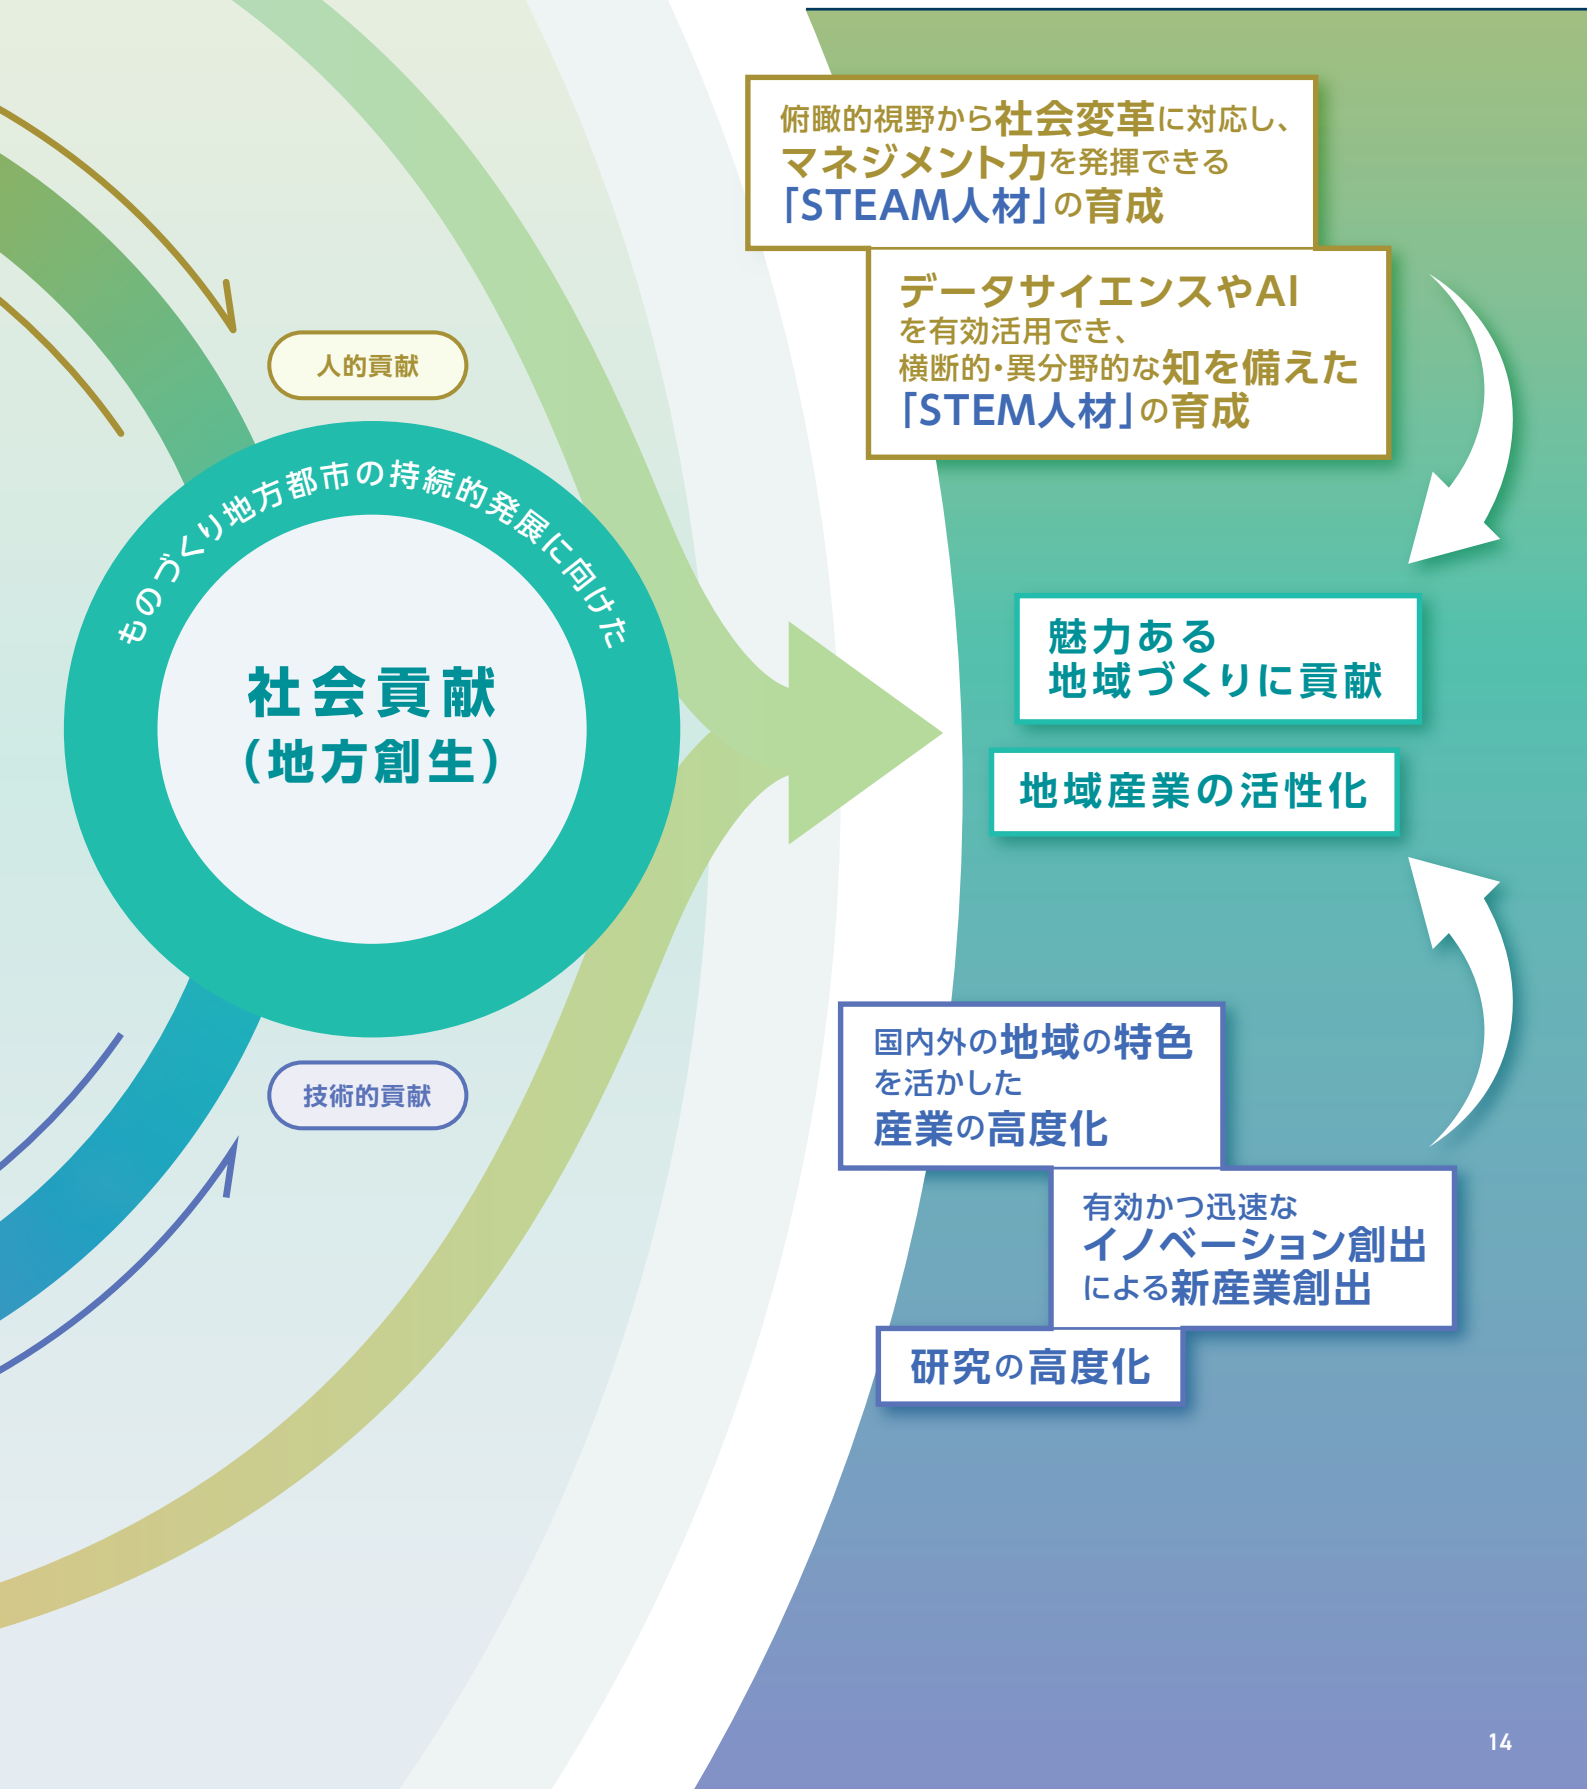 人的貢献
ものづくり地方都市の持続的発展に向けた
社会貢献
（地方創生）
技術的貢献
俯瞰的視野から社会変革に対応し、
マネジメント力を発揮できる
「STEAM人材」の育成
データサイエンスやAI
を有効活用でき、
横断的・異分野的な知を備えた
「STEM人材」の育成
魅力ある
地域づくりに貢献
地域産業の活性化
国内外の地域の特色
を活かした
産業の高度化
有効かつ迅速な
イノベーション創出
による新産業創出
研究の高度化
14